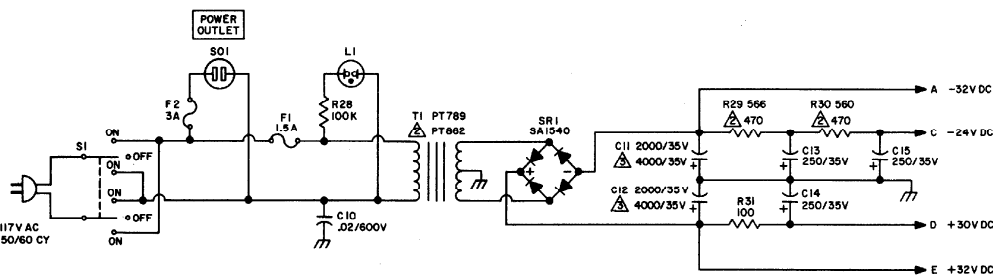 POWER
OUTLET
SO1
L1
F2
3A
R28
100K
F1
1.5A
T1 PT789
2 PT862
SR1
SA1540
+
-
ON
OFF
S1
ON
ON
OFF
ON
117V AC
50/60 CY
C10
.02/600V
A -32V DC
R29 566
2 470
R30 560
2 470
C -24V DC
C11 2000/35V
3 4000/35V
+
C13
250/35V
+
C15
250/35V
+
C12 2000/35V
3 4000/35V
+
R31
100
C14
250/35V
+
D +30V DC
E +32V DC